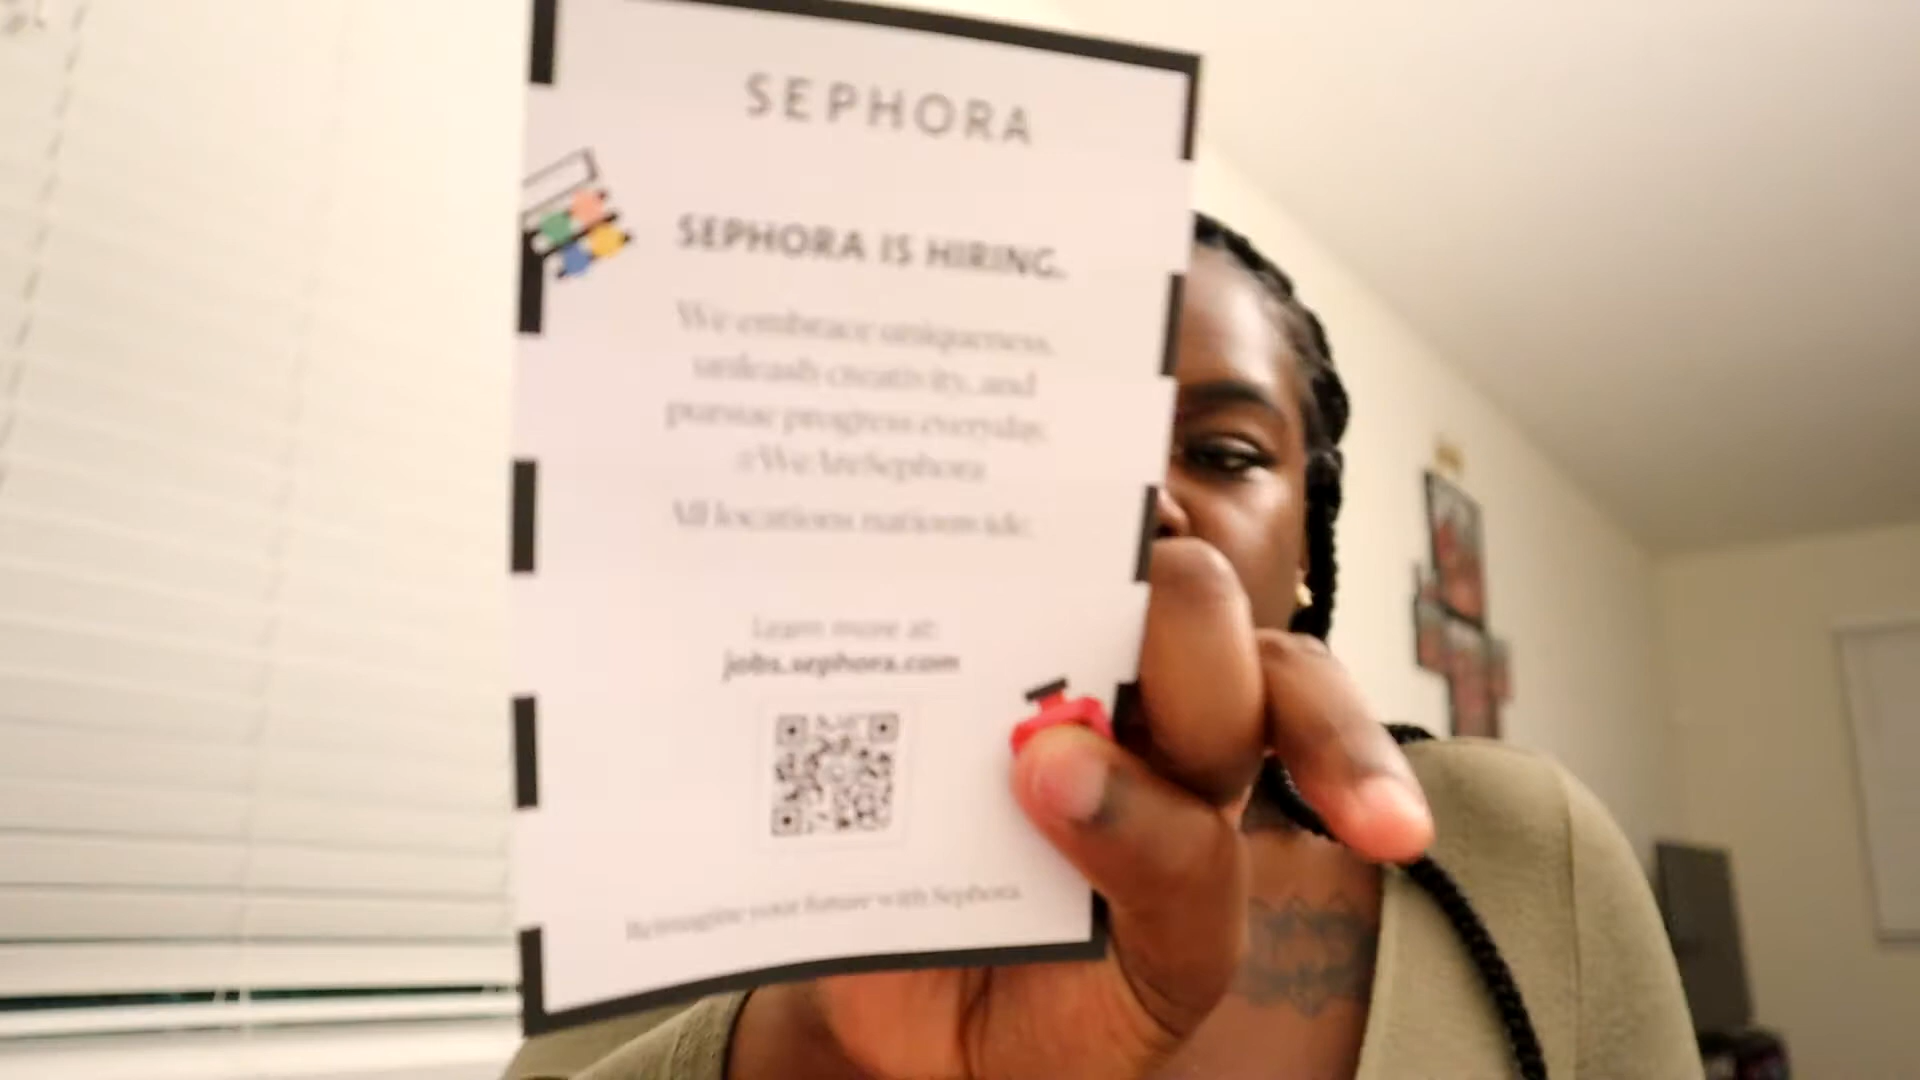 SEPHORA
SEPHORA IS HIRING.
We embrace uniqueness,
unleash creativity, and
pursue progress everyday.
#WeAreSephora
All locations nationwide.
Learn more at:
jobs.sephora.com
Reimagine your future with Sephora.